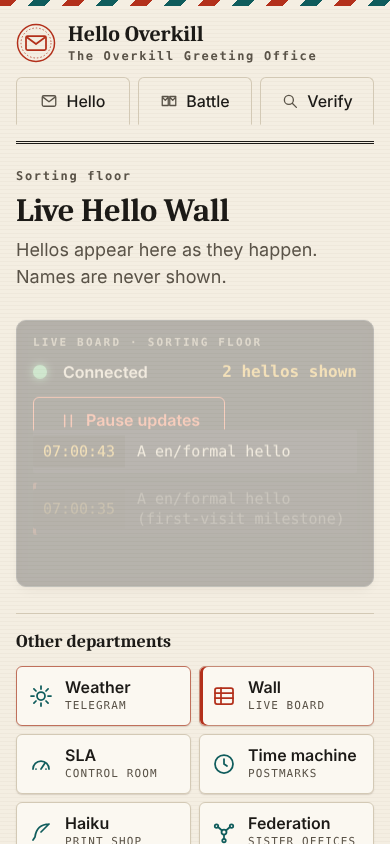 Hello Overkill
The Overkill Greeting Office
Hello
Battle
Verify
Sorting floor
Live Hello Wall
Hellos appear here as they happen.
Names are never shown.
LIVE BOARD · SORTING FLOOR
Connected
2 hellos shown
Pause updates
07:00:43 A en/formal hello
07:00:35 A en/formal hello
(first-visit milestone)
Other departments
Weather
TELEGRAM
Wall
LIVE BOARD
SLA
CONTROL ROOM
Time machine
POSTMARKS
Haiku
PRINT SHOP
Federation
SISTER OFFICES